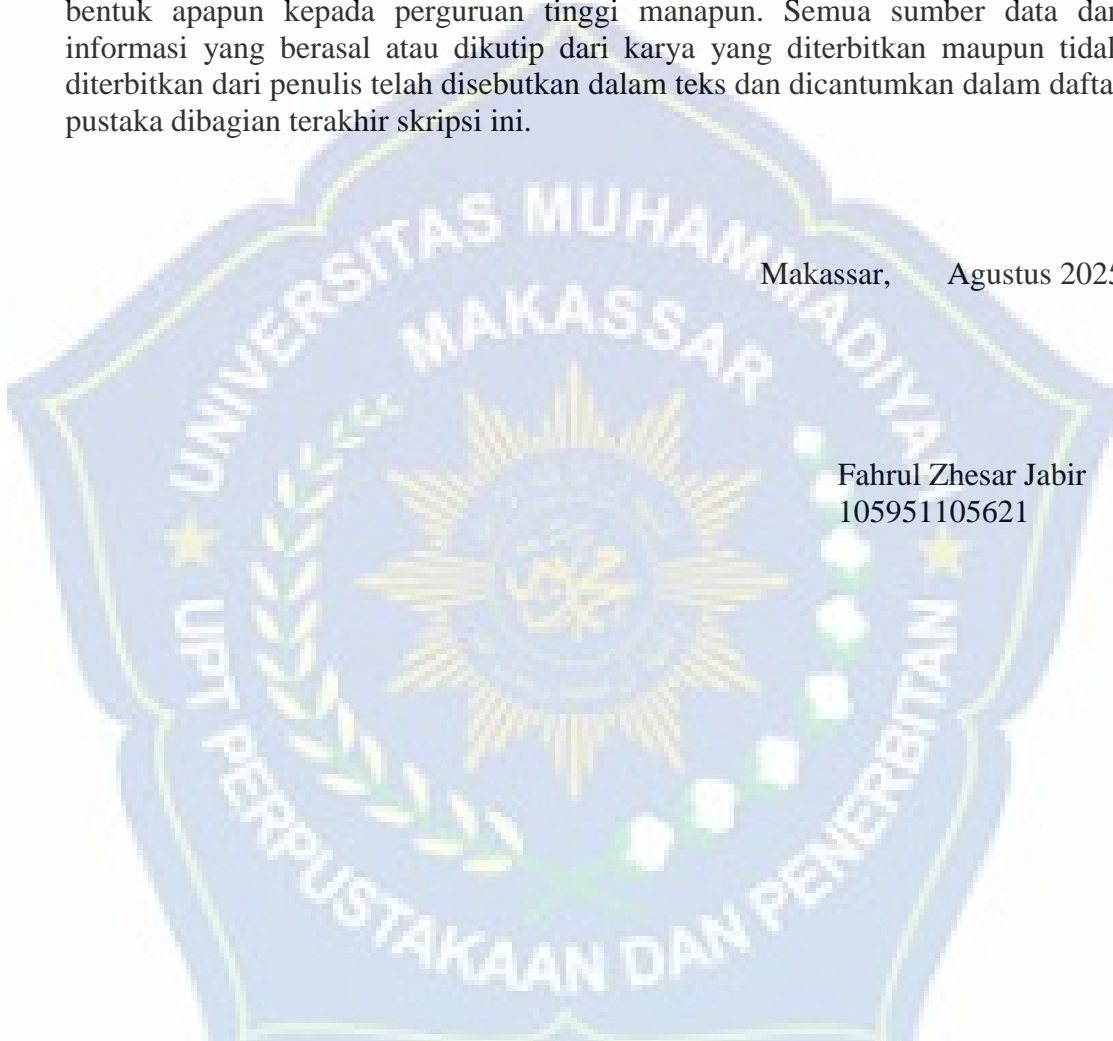 bentuk apapun kepada perguruan tinggi manapun. Semua sumber data dan
informasi yang berasal atau dikutip dari karya yang diterbitkan maupun tidak
diterbitkan dari penulis telah disebutkan dalam teks dan dicantumkan dalam dafta
pustaka dibagian terakhir skripsi ini.
Makassar, Agustus 2025
Fahrul Zhesar Jabir
105951105621
UNIVERSITAS MUHAMMADIYAH
MAKASSAR
UPT PERPUSTAKAAN DAN PENERBITAN